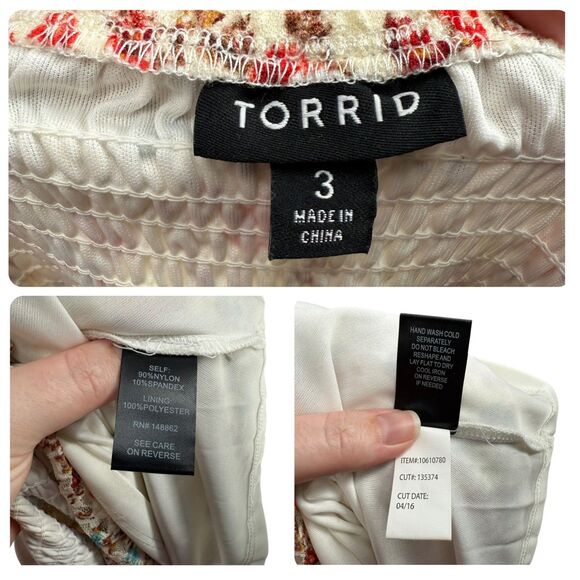 TORRID
3
MADE IN
CHINA
SELF:
90%NYLON
10%SPANDEX
LINING:
100%POLYESTER
RN# 148862
SEE CARE
ON REVERSE
HAND WASH COLD
SEPARATELY
DO NOT BLEACH
RESHAPE AND
LAY FLAT TO DRY
COOL IRON
ON REVERSE
IF NEEDED
ITEM#:10610780
CUT#: 135374
CUT DATE:
04/16